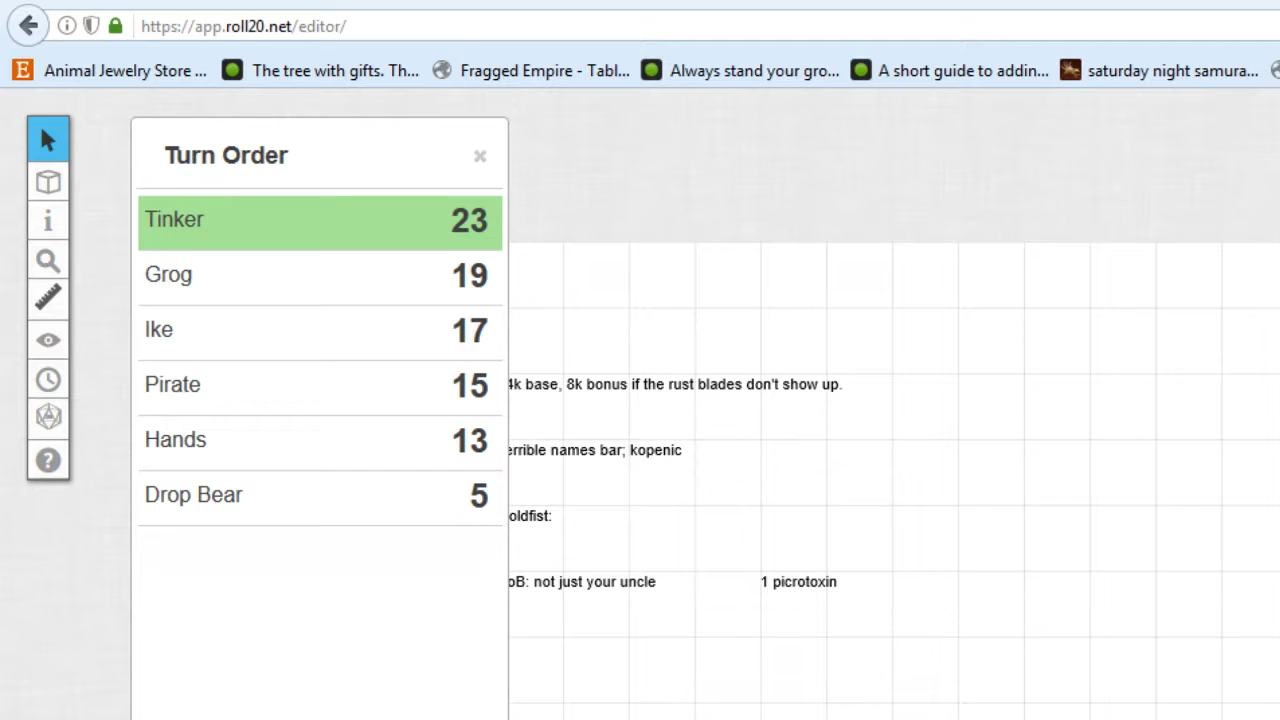 https://app.roll20.net/editor/
E Animal Jewelry Store ... The tree with gifts. Th... Fragged Empire - Tabl... Always stand your gro... A short guide to addin... saturday night samura...
Turn Order
Tinker 23
Grog 19
Ike 17
Pirate 15
Hands 13
Drop Bear 5
4k base, 8k bonus if the rust blades don't show up.
errible names bar; kopenic
oldfist:
oB: not just your uncle 1 picrotoxin